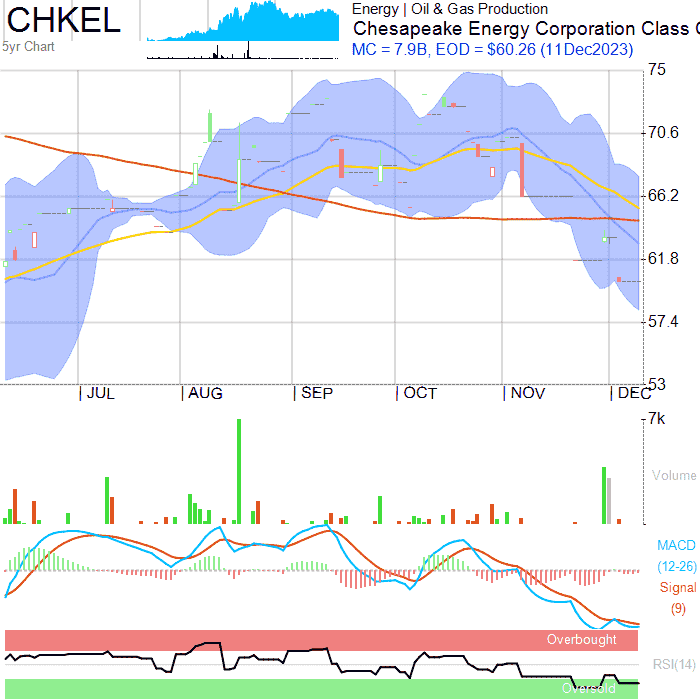 CHKEL
5yr Chart
Energy | Oil & Gas Production
Chesapeake Energy Corporation Class
MC = 7.9B, EOD = $60.26 (11Dec2023)
75
70.6
66.2
61.8
57.4
53
JUL
AUG
SEP
OCT
NOV
DEC
7k
Volume
MACD
(12-26)
Signal
(9)
Overbought
RSI(14)
Oversold